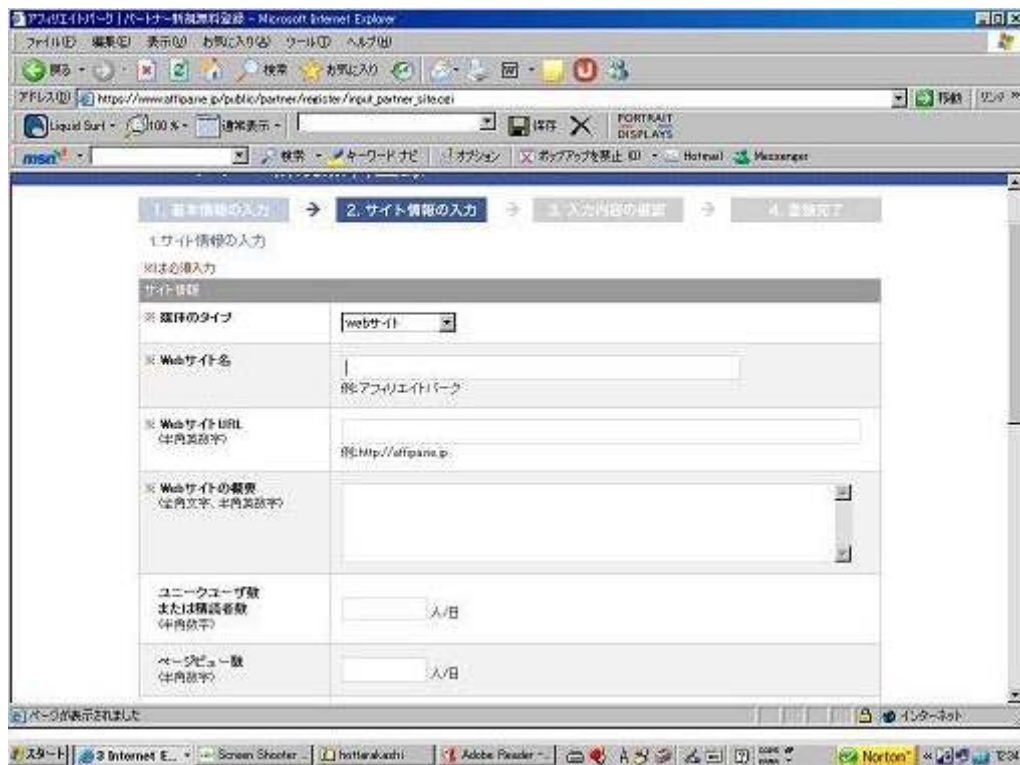 アフィリエイトパーク | パートナー新規無料登録 - Microsoft Internet Explorer
ファイル(F) 編集(E) 表示(V) お気に入り(A) ツール(T) ヘルプ(H)
戻る 検索 お気に入り
アドレス(D) https://www.affipark.jp/public/partner/register/input_partner_site.cgi 移動 リンク
Liquid Surf 100% 通常表示 保存 PORTRAIT DISPLAYS
msn 検索 キーワード ナビ オプション ポップアップを禁止(D) Hotmail Messenger
1. 基本情報の入力 → 2. サイト情報の入力 → 3. 入力内容の確認 → 4. 登録完了
1.サイト情報の入力
※は必須入力
サイト情報
※ 媒体のタイプ webサイト
※ Webサイト名
例:アフィリエイトパーク
※ WebサイトURL
(半角英数字)
※ Webサイトの概要
(全角文字、半角英数字)
ユニークユーザ数
または購読者数
(半角数字)
人/日
ページビュー数
(半角数字)
人/日
ページが表示されました インターネット
スタート 3 Internet E... Screen Shooter hottarakashi Adobe Reader - Norton